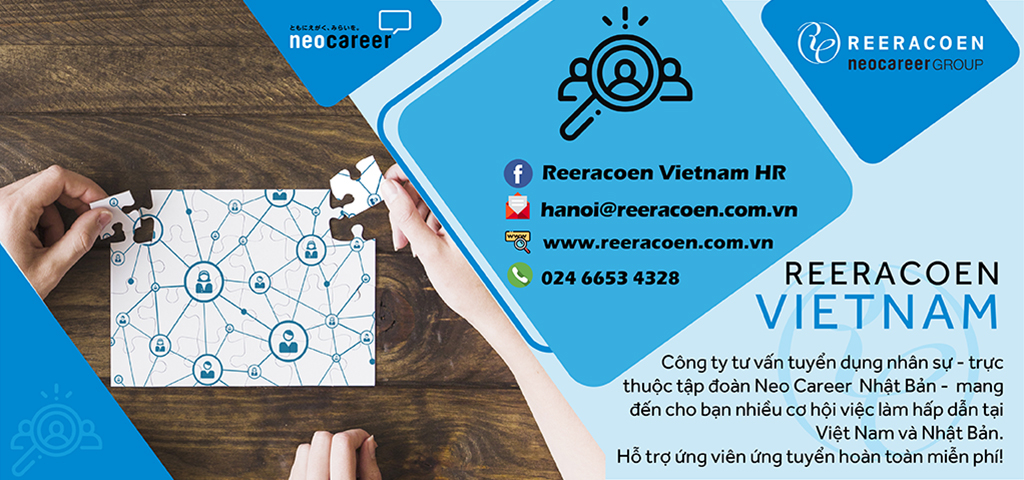 ともにえがく、みらいを。
neocareer
REERACOEN
neocareerGROUP
Reeracoen Vietnam HR
hanoi@reeracoen.com.vn
www
www.reeracoen.com.vn
024 6653 4328
REERACOEN
VIETNAM
Công ty tư vấn tuyển dụng nhân sự - trực
thuộc tập đoàn Neo Career Nhật Bản - mang
đến cho bạn nhiều cơ hội việc làm hấp dẫn tại
Việt Nam và Nhật Bản.
Hỗ trợ ứng viên ứng tuyển hoàn toàn miễn phí!